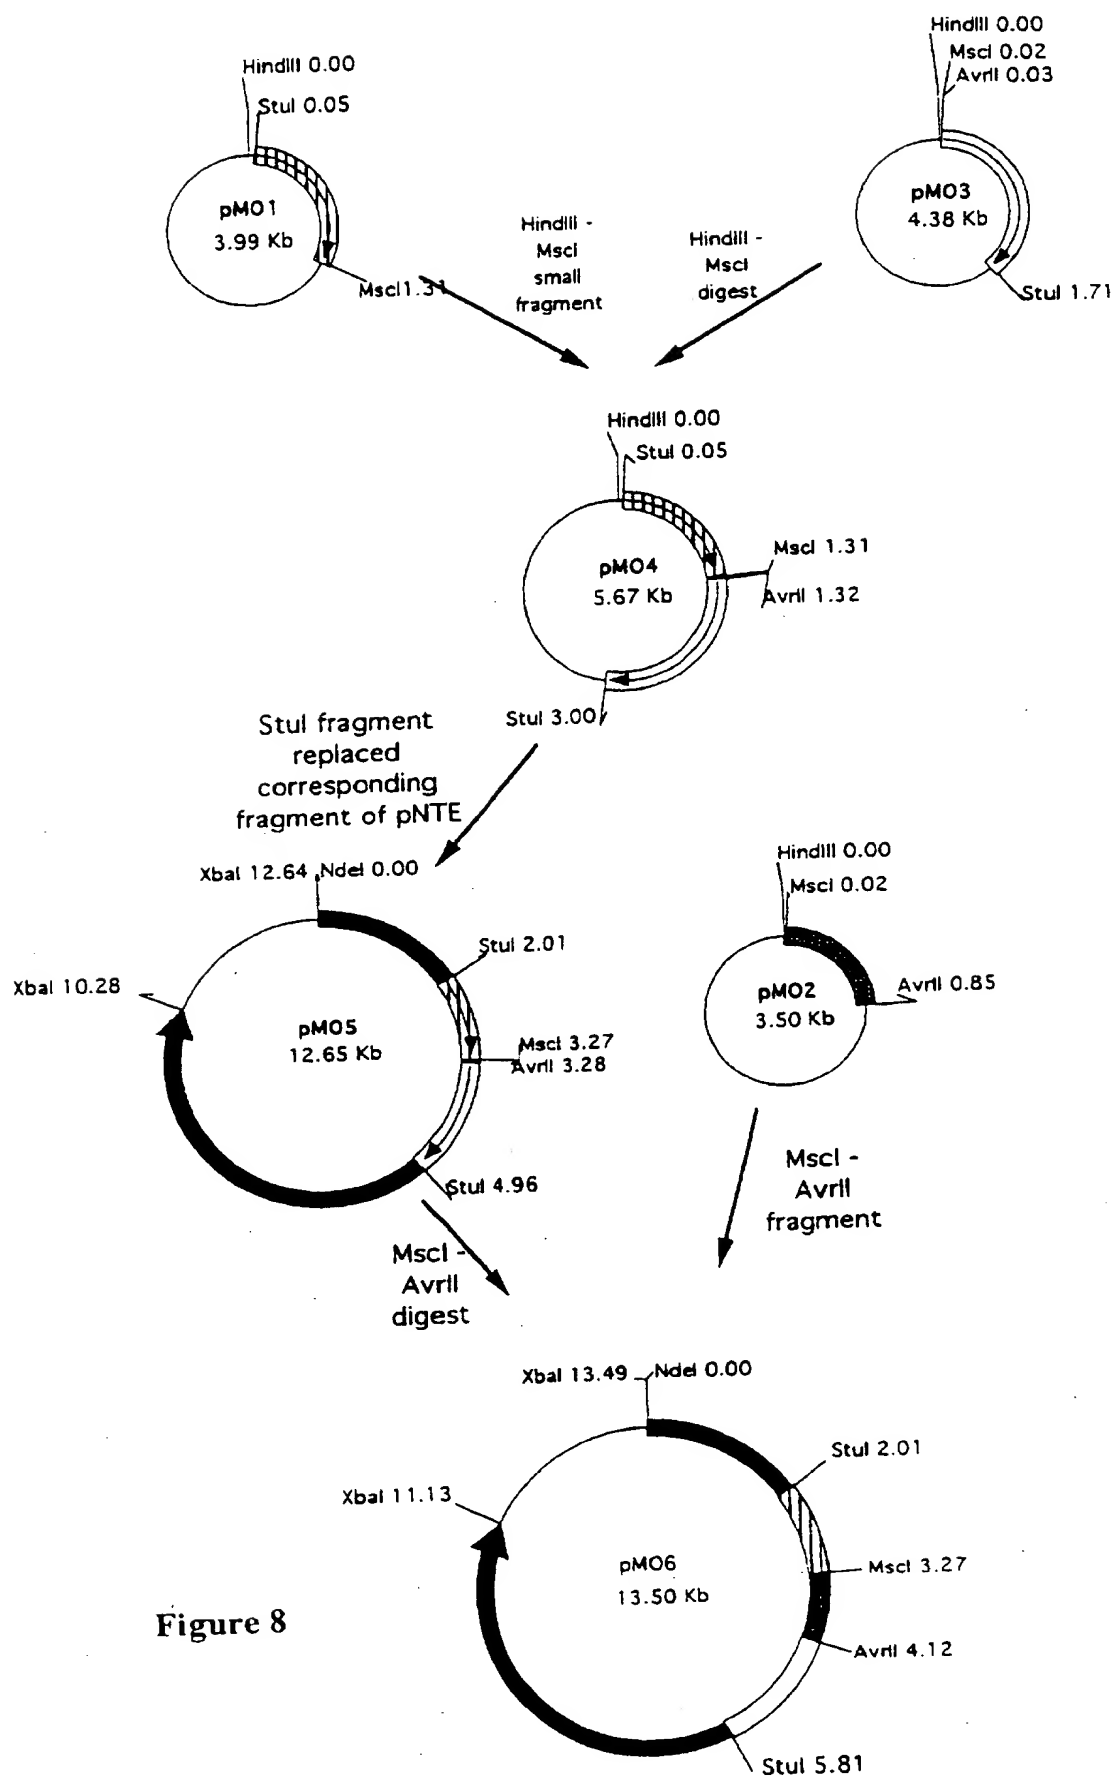 HindIII 0.00
StuI 0.05
pMO1
3.99 Kb
MscI 1.31
HindIII -
MscI
small
fragment
HindIII -
MscI
digest
HindIII 0.00
MscI 0.02
AvrII 0.03
pMO3
4.38 Kb
StuI 1.71
HindIII 0.00
StuI 0.05
pMO4
5.67 Kb
MscI 1.31
AvrII 1.32
StuI 3.00
StuI fragment
replaced
corresponding
fragment of pNTE
XbaI 12.64
NdeI 0.00
StuI 2.01
XbaI 10.28
pMO5
12.65 Kb
MscI 3.27
AvrII 3.28
StuI 4.96
HindIII 0.00
MscI 0.02
pMO2
3.50 Kb
AvrII 0.85
MscI -
AvrII
digest
MscI -
AvrII
fragment
XbaI 13.49
NdeI 0.00
StuI 2.01
XbaI 11.13
pMO6
13.50 Kb
MscI 3.27
AvrII 4.12
StuI 5.81
Figure 8